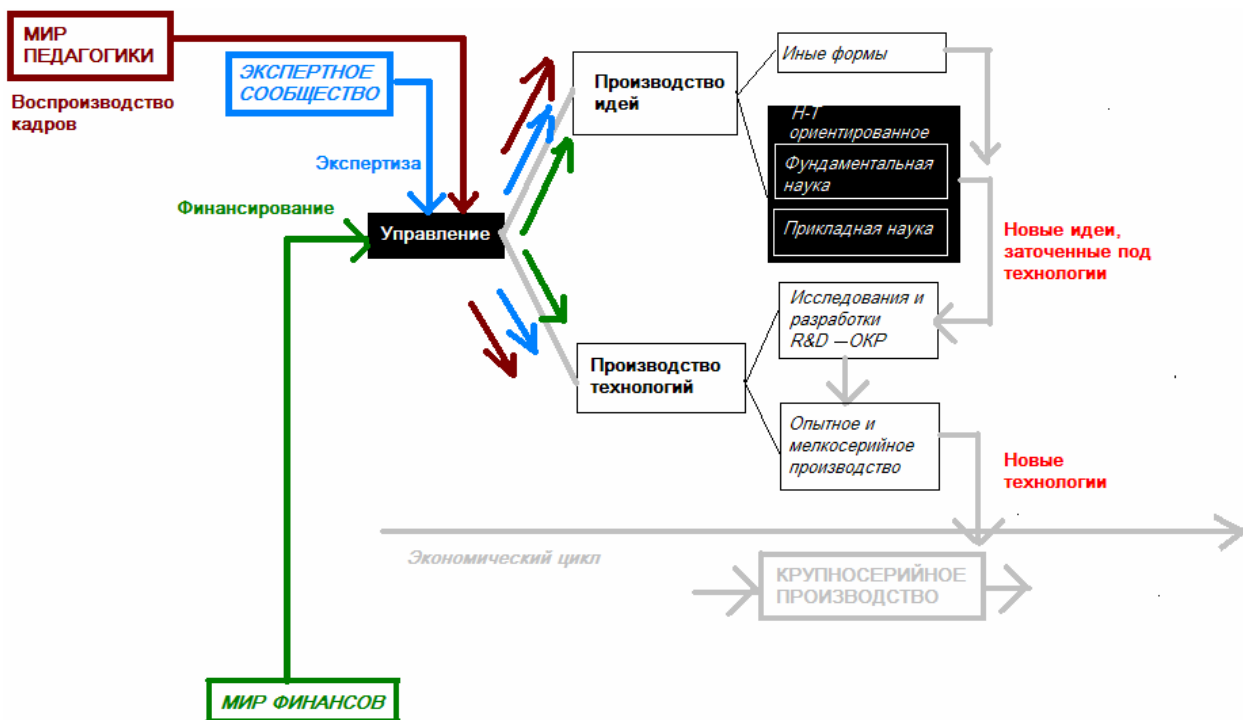 МИР
ПЕДАГОГИКИ
Воспроизводство
кадров
ЭКСПЕРТНОЕ
СООБЩЕСТВО
Экспертиза
Финансирование
Управление
Производство
идей
Иные формы
Н-Т
ориентированное
Фундаментальная
наука
Прикладная наука
Новые идеи,
заточенные под
технологии
Исследования и
разработки
R&D —ОКР
Производство
технологий
Опытное и
мелкосерийное
производство
Новые
технологии
Экономический цикл
КРУПНОСЕРИЙНОЕ
ПРОИЗВОДСТВО
МИР ФИНАНСОВ